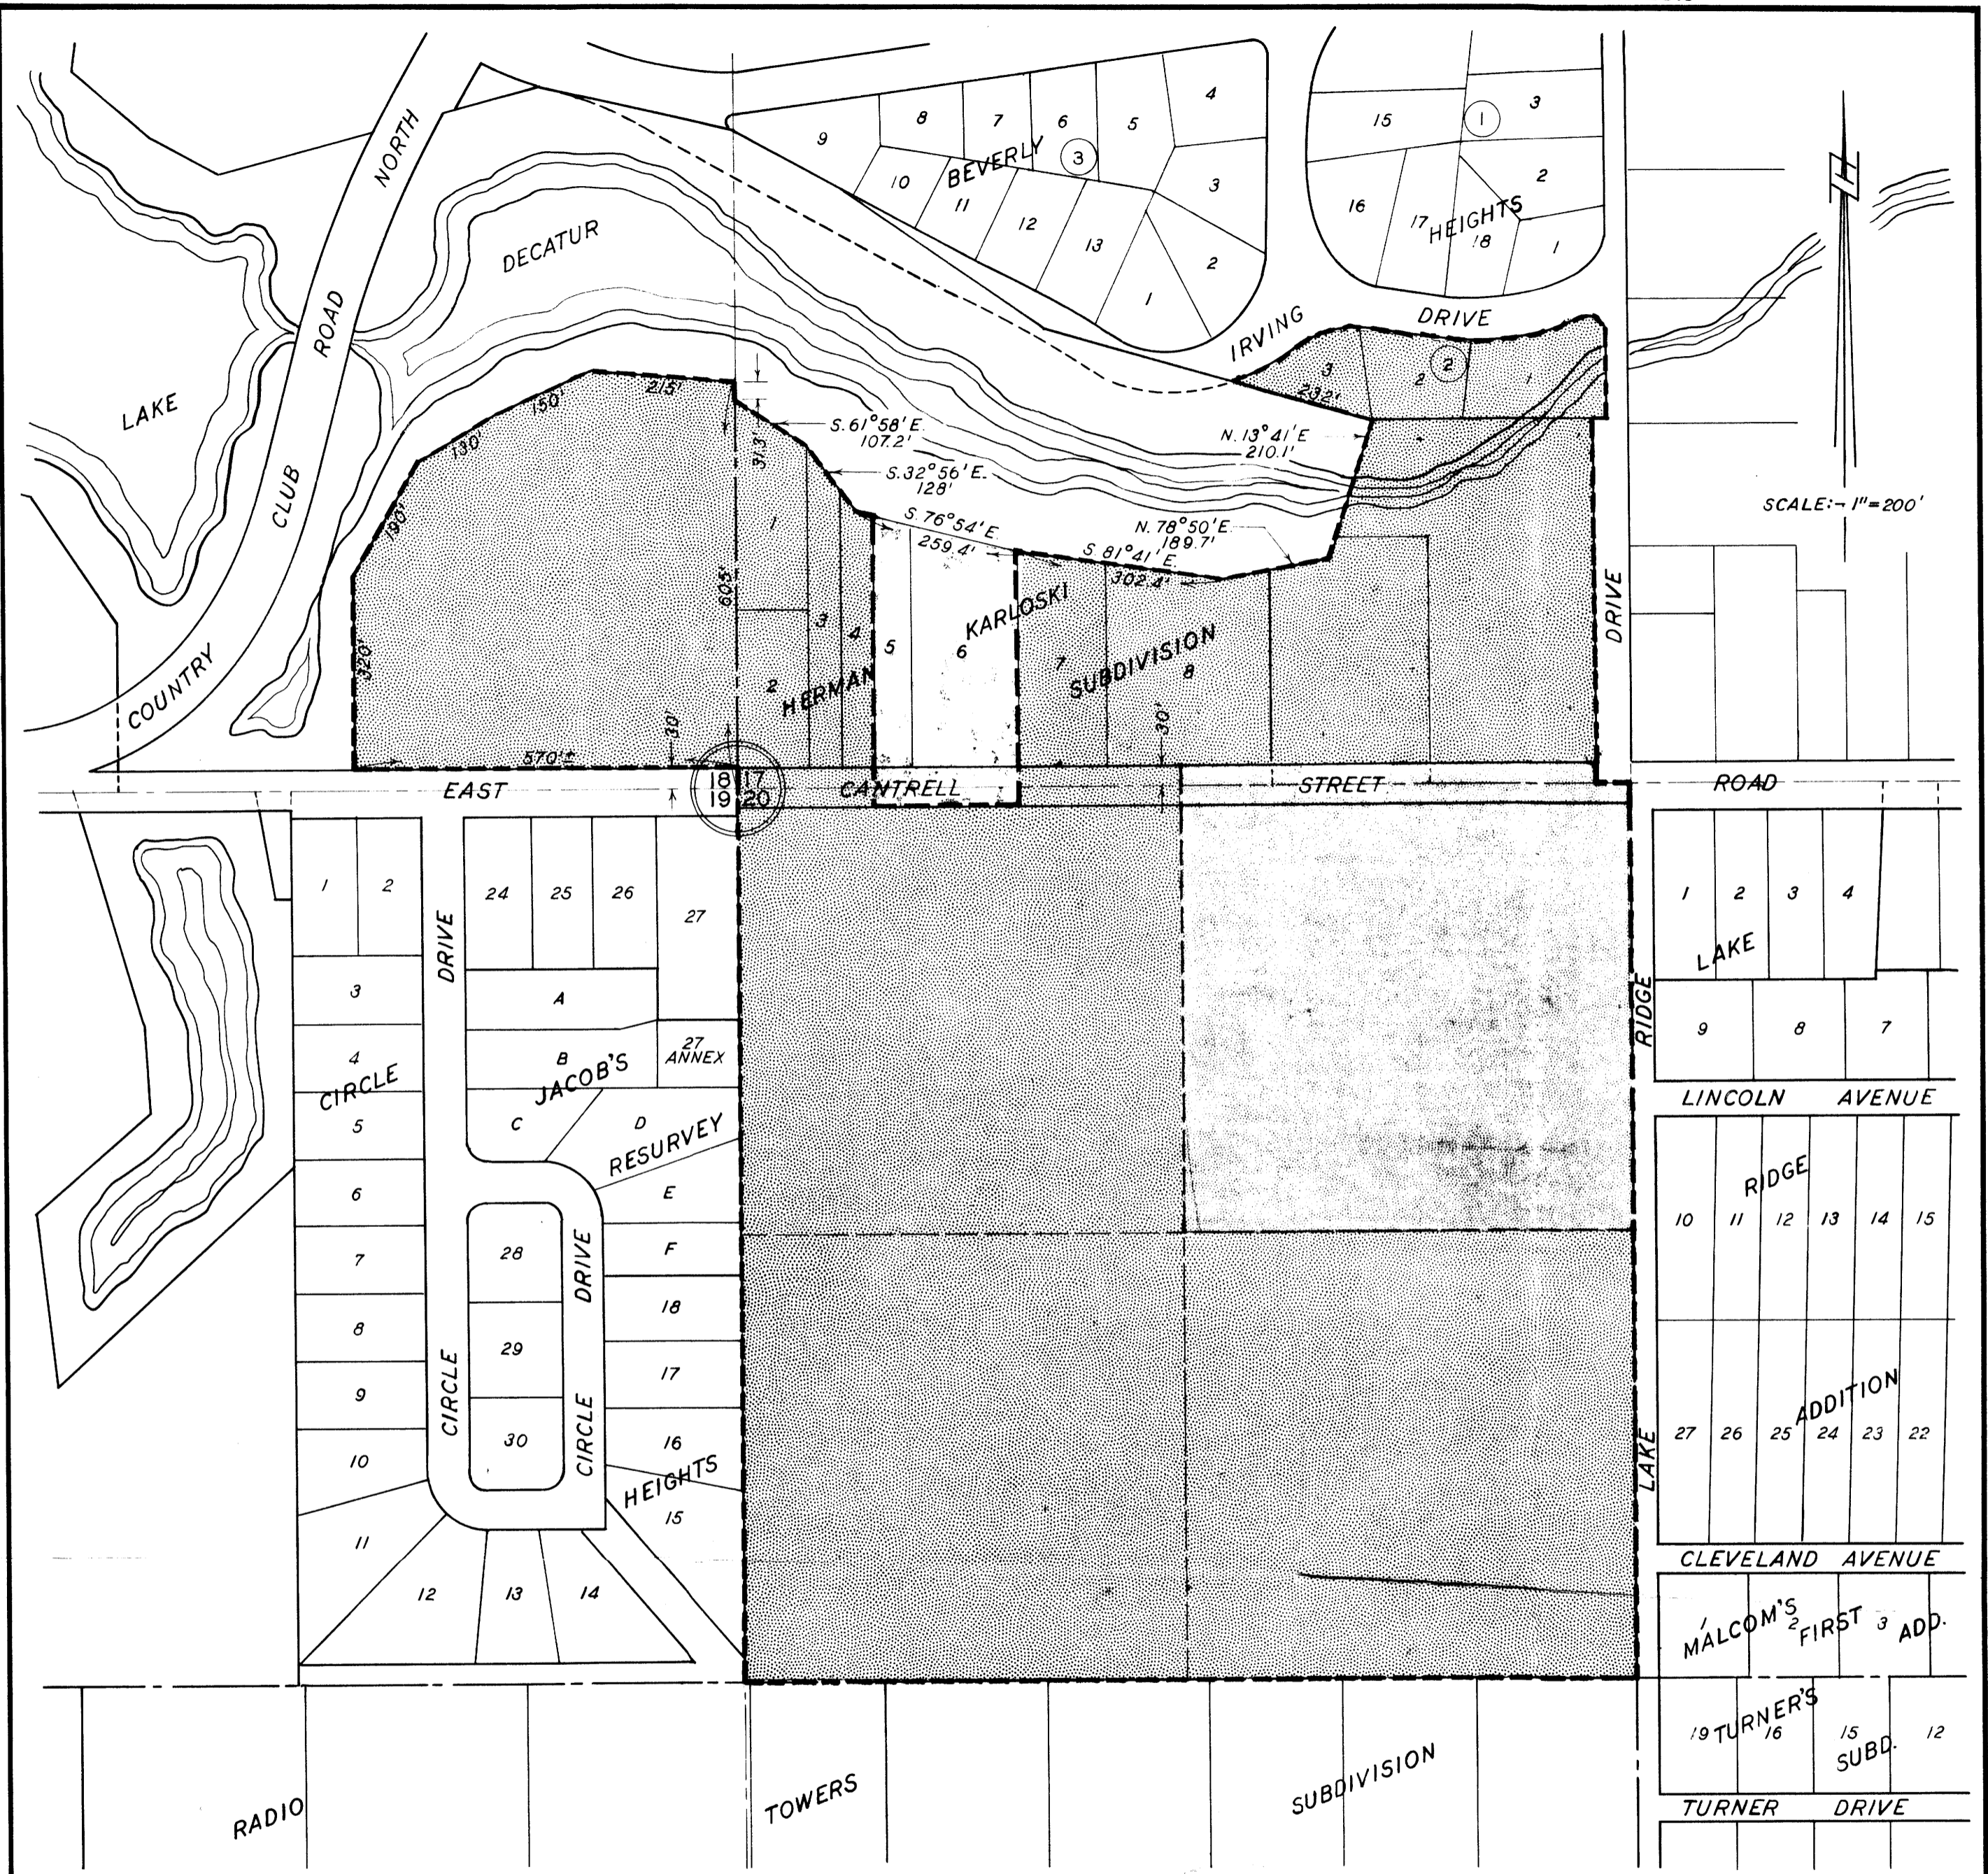 NORTH
COUNTRY CLUB ROAD
LAKE
DECATUR
9
8
7
6
5
4
BEVERLY
3
10
11
12
13
3
2
1
15
1
3
2
16
17
HEIGHTS
18
1
IRVING
DRIVE
3
2
2
1
232'
SCALE:- 1"=200'
215'
150'
130'
190'
320'
31.3'
605'
S. 61°58' E.
107.2'
S. 32°56' E.
128'
S. 76°54' E.
259.4'
S. 81°41' E.
302.4'
N. 78°50' E.
189.7'
N. 13°41' E
210.1'
1
2
3
4
5
6
7
8
HERMAN
KARLOSKI
SUBDIVISION
30'
30'
570'±
18 17
19 20
EAST
CANTRELL
STREET
ROAD
DRIVE
RIDGE
LAKE
1
2
24
25
26
27
DRIVE
3
A
4
B
27
ANNEX
CIRCLE
JACOB'S
5
C
D
RESURVEY
6
E
7
28
F
DRIVE
8
29
18
9
17
CIRCLE
CIRCLE
10
30
16
HEIGHTS
15
11
12
13
14
1
2
3
4
LAKE
9
8
7
LINCOLN AVENUE
RIDGE
10
11
12
13
14
15
ADDITION
27
26
25
24
23
22
CLEVELAND AVENUE
1
2
3
MALCOM'S FIRST ADD.
19
16
15
12
TURNER'S SUBD.
TURNER DRIVE
RADIO
TOWERS
SUBDIVISION